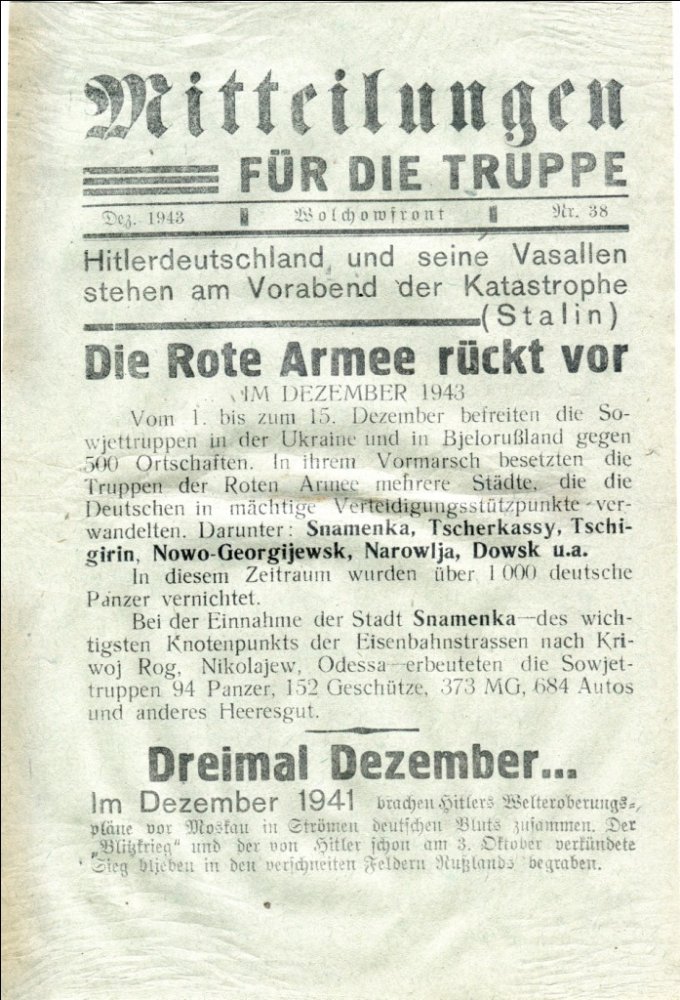 Mitteilungen
FÜR DIE TRUPPE
Dez. 1943 Wolchowfront Nr. 38
Hitlerdeutschland und seine Vasallen
stehen am Vorabend der Katastrophe
(Stalin)
Die Rote Armee rückt vor
IM DEZEMBER 1943
Vom 1. bis zum 15. Dezember befreiten die So-
wjettruppen in der Ukraine und in Bjelorußland gegen
500 Ortschaften. In ihrem Vormarsch besetzten die
Truppen der Roten Armee mehrere Städte, die die
Deutschen in mächtige Verteidigungsstützpunkte ver-
wandelten. Darunter: Snamenka, Tscherkassy, Tschi-
girin, Nowo-Georgijewsk, Narowlja, Dowsk u.a.
In diesem Zeitraum wurden über 1000 deutsche
Panzer vernichtet.
Bei der Einnahme der Stadt Snamenka—des wich-
tigsten Knotenpunkts der Eisenbahnstrassen nach Kri-
woj Rog, Nikolajew, Odessa—erbeuteten die Sowjet-
truppen 94 Panzer, 152 Geschütze, 373 MG, 684 Autos
und anderes Heeresgut.
Dreimal Dezember...
Im Dezember 1941 brachen Hitlers Welteroberungs-
pläne vor Moskau in Strömen deutschen Bluts zusammen. Der
„Blitzkrieg“ und der von Hitler schon am 3. Oktober verkündete
Sieg blieben in den verschneiten Feldern Rußlands begraben.